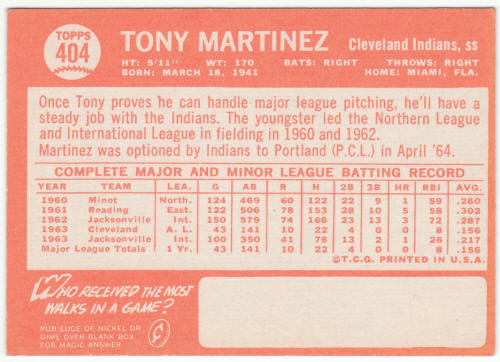 TOPPS
404
TONY MARTINEZ Cleveland Indians, ss
HT: 5'11" WT: 170 BATS: RIGHT THROWS: RIGHT
BORN: MARCH 18, 1941 HOME: MIAMI, FLA.
Once Tony proves he can handle major league pitching, he'll have a
steady job with the Indians. The youngster led the Northern League
and International League in fielding in 1960 and 1962.
Martinez was optioned by Indians to Portland (P.C.L.) in April '64.
COMPLETE MAJOR AND MINOR LEAGUE BATTING RECORD
YEAR TEAM LEA. G AB R H 2B 3B HR RBI AVG.
1960 Minot North. 124 469 60 122 22 9 1 59 .260
1961 Reading East. 122 506 78 153 28 10 5 58 .302
1962 Jacksonville Int. 150 579 74 166 23 13 3 72 .287
1963 Cleveland A. L. 43 141 10 22 4 0 0 8 .156
1963 Jacksonville Int. 100 350 41 76 13 2 1 26 .217
Major League Totals 1 Yr. 43 141 10 22 4 0 0 8 .156
©T.C.G. PRINTED IN U.S.A.
WHO RECEIVED THE MOST
WALKS IN A GAME?
RUB EDGE OF NICKEL OR
DIME OVER BLANK BOX
FOR MAGIC ANSWER
¢